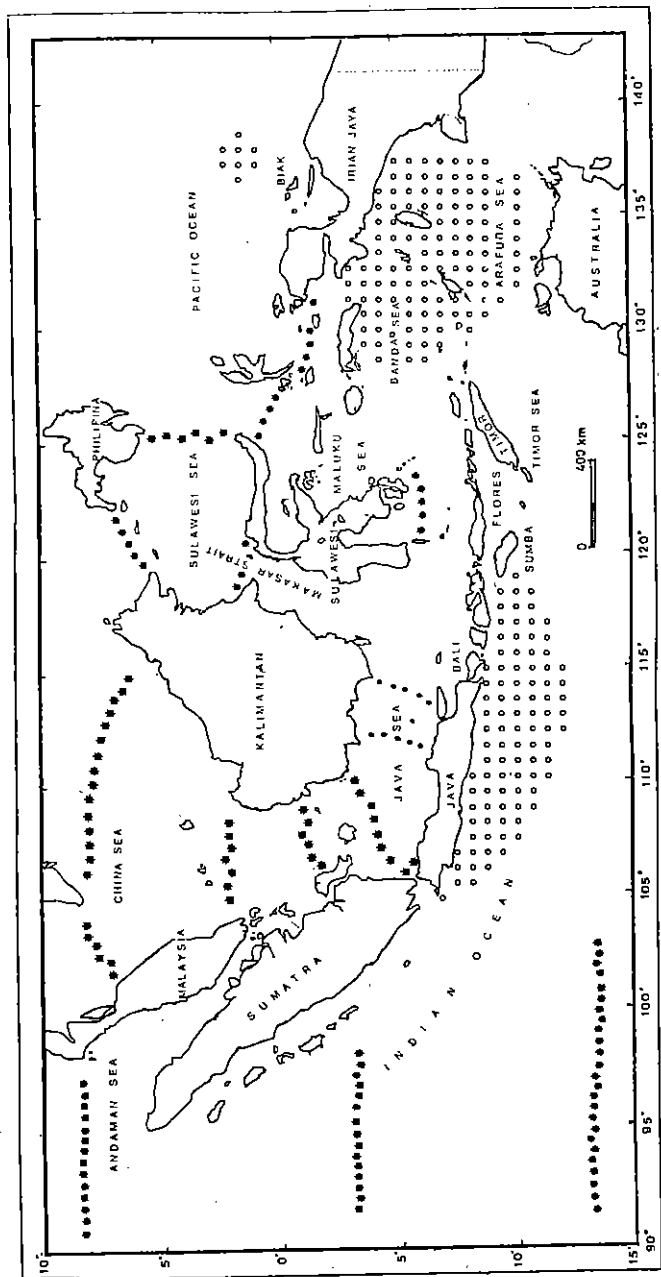 PHILIPINA
PACIFIC OCEAN
CHINA SEA
ANDAMAN SEA
MALAYSIA
SULAWESI SEA
KALIMANTAN
MAKASAR STRAIT
SULAWESI
MALUKU
SEA
BIAK
IRIAN JAYA
SUMATRA
JAVA
SEA
BANDA SEA
ARAFURA SEA
INDIAN OCEAN
JAVA
BALI
FLORES
SUMBA
TIMOR
TIMOR SEA
AUSTRALIA
0 400 km
10°
5°
0°
5°
10°
15°
90°
95°
100°
105°
110°
115°
120°
125°
130°
135°
140°